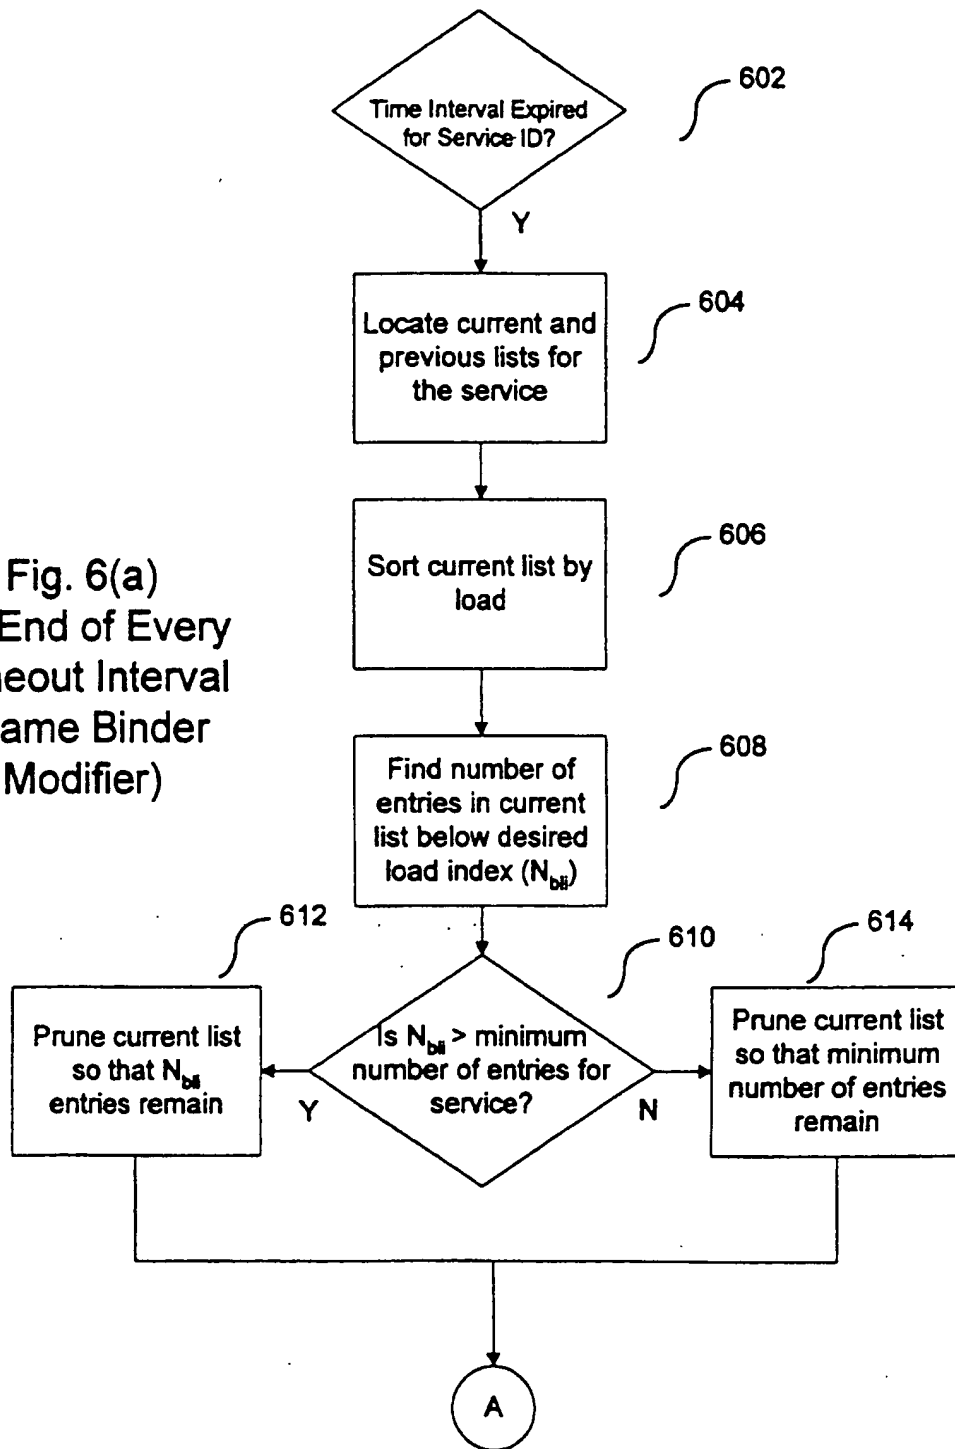 Time Interval Expired
for Service ID?
602
Y
Locate current and
previous lists for
the service
604
Sort current list by
load
606
Fig. 6(a)
End of Every
eout Interval
ame Binder
Modifier)
Find number of
entries in current
list below desired
load index (Nbli)
608
612
610
614
Prune current list
so that Nbli
entries remain
Is Nbli > minimum
number of entries for
service?
Y
N
Prune current list
so that minimum
number of entries
remain
A